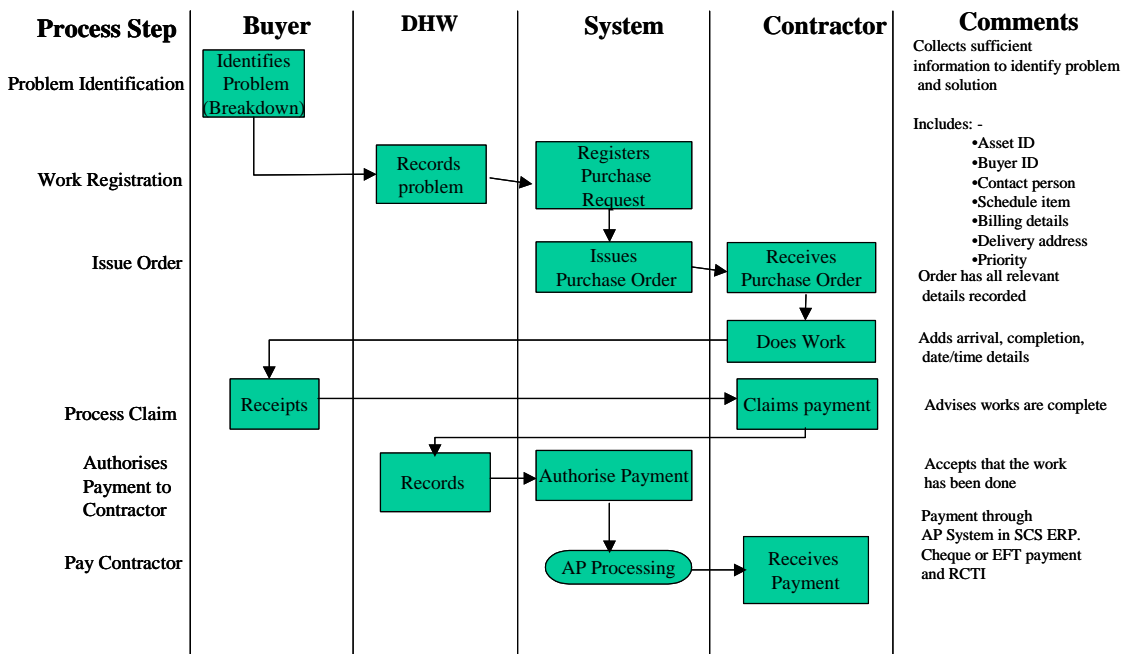 Process Step
Buyer
DHW
System
Contractor
Comments
Problem Identification
Identifies
Problem
(Breakdown)
Collects sufficient
information to identify problem
and solution
Includes: -
•Asset ID
•Buyer ID
•Contact person
•Schedule item
•Billing details
•Delivery address
•Priority
Work Registration
Records
problem
Registers
Purchase
Request
Issue Order
Issues
Purchase Order
Receives
Purchase Order
Order has all relevant
details recorded
Does Work
Adds arrival, completion,
date/time details
Process Claim
Receipts
Claims payment
Advises works are complete
Authorises
Payment to
Contractor
Records
Authorise Payment
Accepts that the work
has been done
Pay Contractor
AP Processing
Receives
Payment
Payment through
AP System in SCS ERP.
Cheque or EFT payment
and RCTI